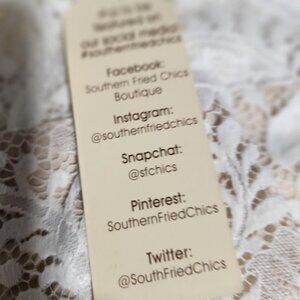 featured on
our social media!
#southernfriedchics
Facebook:
Southern Fried Chics
Boutique
Instagram:
@southernfriedchics
Snapchat:
@sfchics
Pinterest:
SouthernFriedChics
Twitter:
@SouthFriedChics